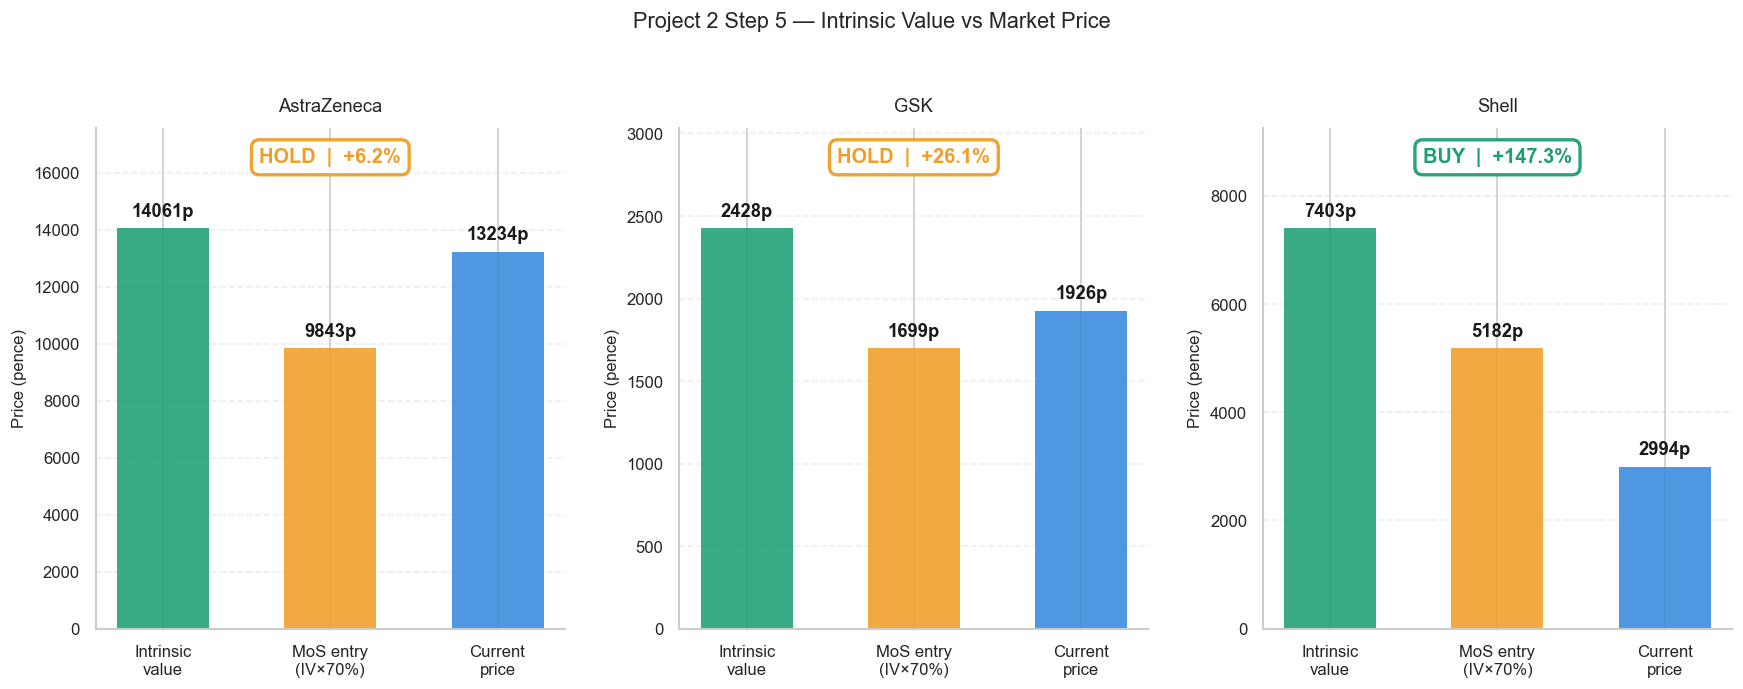 Project 2 Step 5 — Intrinsic Value vs Market Price
AstraZeneca
HOLD | +6.2%
Price (pence)
16000
14000
12000
10000
8000
6000
4000
2000
0
14061p
9843p
13234p
Intrinsic
value
MoS entry
(IV×70%)
Current
price
GSK
HOLD | +26.1%
Price (pence)
3000
2500
2000
1500
1000
500
0
2428p
1699p
1926p
Intrinsic
value
MoS entry
(IV×70%)
Current
price
Shell
BUY | +147.3%
Price (pence)
8000
6000
4000
2000
0
7403p
5182p
2994p
Intrinsic
value
MoS entry
(IV×70%)
Current
price